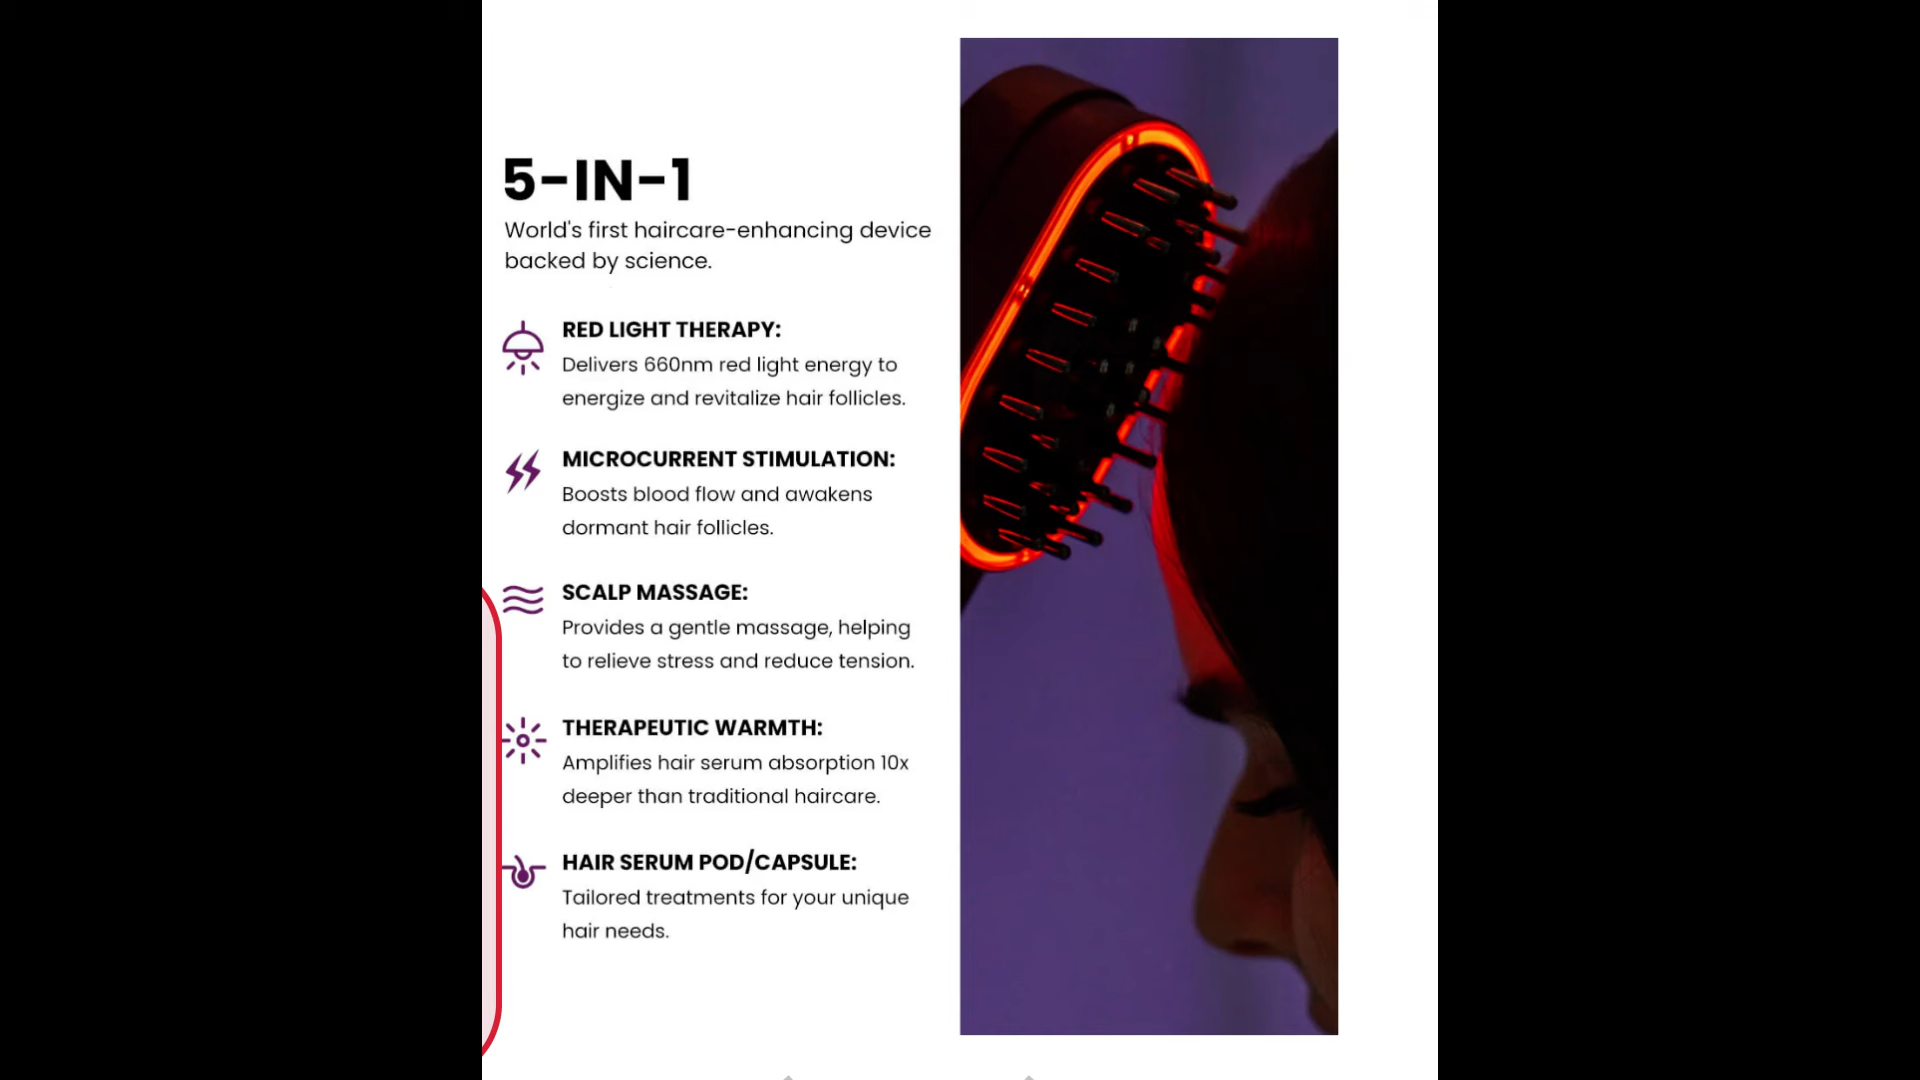 5-IN-1
World's first haircare-enhancing device
backed by science.
RED LIGHT THERAPY:
Delivers 660nm red light energy to
energize and revitalize hair follicles.
MICROCURRENT STIMULATION:
Boosts blood flow and awakens
dormant hair follicles.
SCALP MASSAGE:
Provides a gentle massage, helping
to relieve stress and reduce tension.
THERAPEUTIC WARMTH:
Amplifies hair serum absorption 10x
deeper than traditional haircare.
HAIR SERUM POD/CAPSULE:
Tailored treatments for your unique
hair needs.